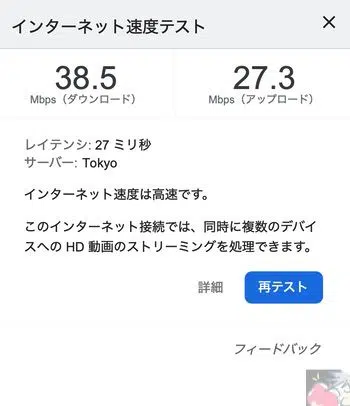 インターネット速度テスト
38.5
Mbps（ダウンロード）
27.3
Mbps（アップロード）
レイテンシ: 27 ミリ秒
サーバー: Tokyo
インターネット速度は高速です。
このインターネット接続では、同時に複数のデバイ
スへの HD 動画のストリーミングを処理できます。
詳細
再テスト
フィードバック